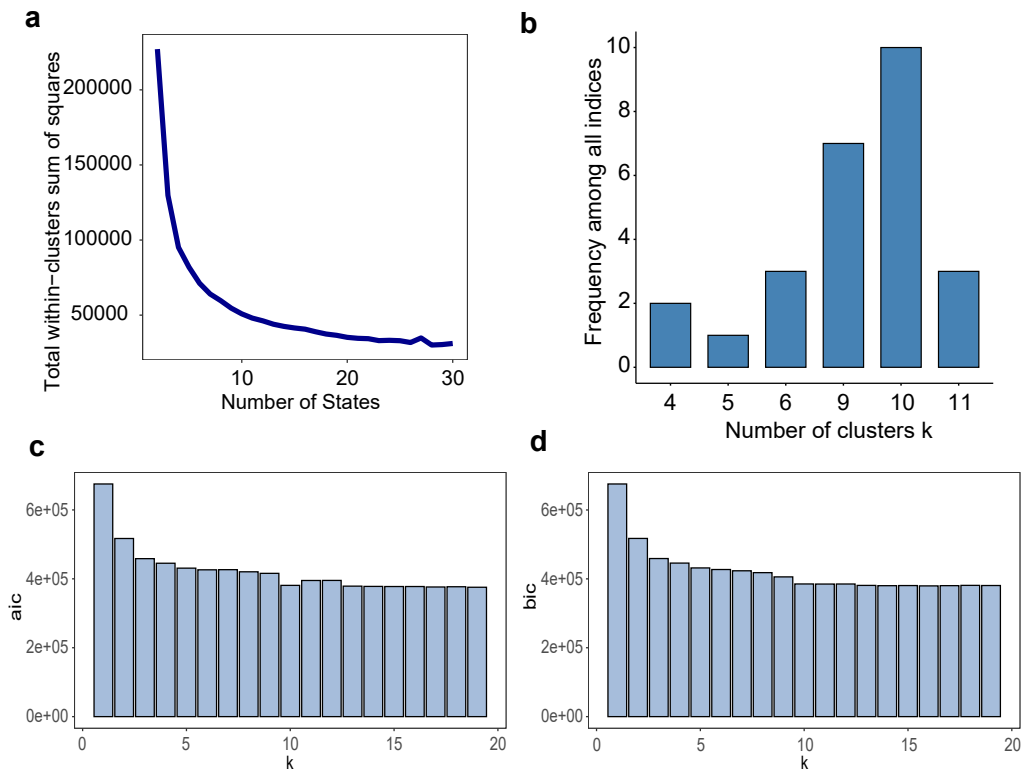 a
Total within−clusters sum of squares
200000
150000
100000
50000
10 20 30
Number of States
b
Frequency among all indices
10
8
6
4
2
0
4 5 6 9 10 11
Number of clusters k
c
aic
6e+05
4e+05
2e+05
0e+00
0 5 10 15 20
k
d
bic
6e+05
4e+05
2e+05
0e+00
0 5 10 15 20
k